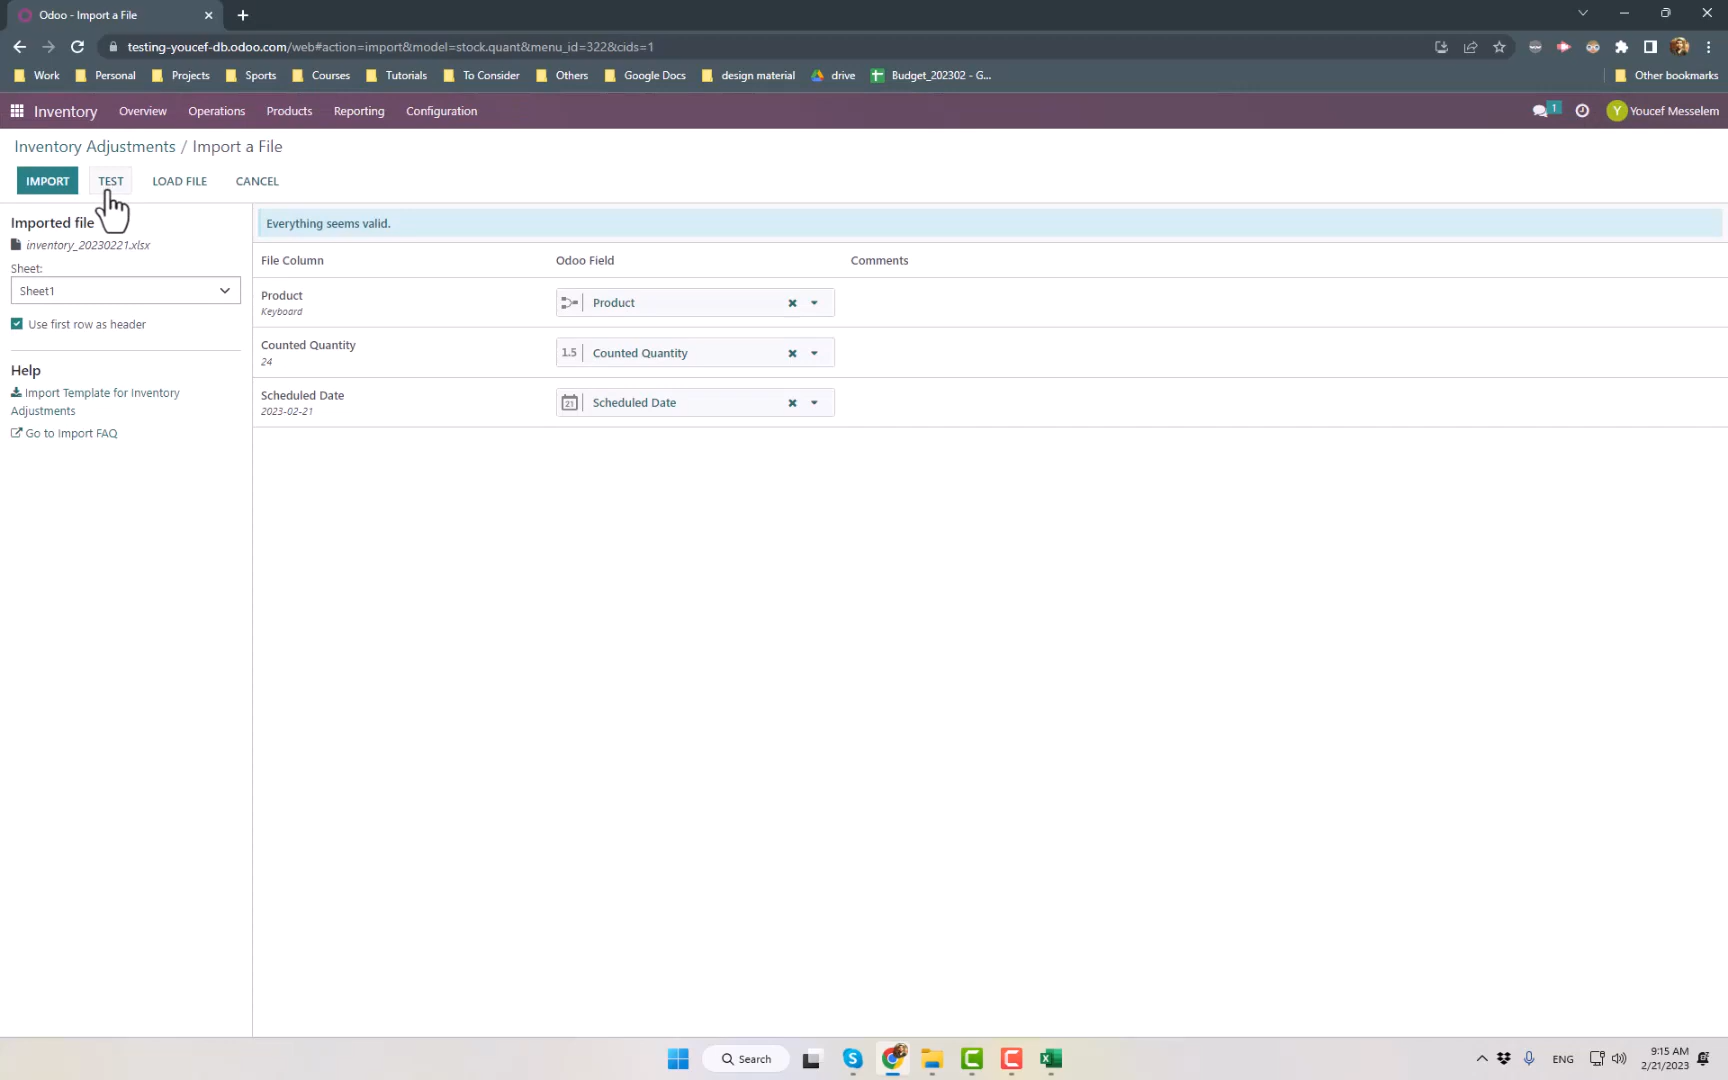 Odoo - Import a File
testing-youcef-db.odoo.com/web#action=import&model=stock.quant&menu_id=322&cids=1
Work Personal Projects Sports Courses Tutorials To Consider Others Google Docs design material drive Budget_202302 - G... Other bookmarks
Inventory Overview Operations Products Reporting Configuration 1 Y Youcef Messelem
Inventory Adjustments / Import a File
IMPORT TEST LOAD FILE CANCEL
Imported file
inventory_20230221.xlsx
Sheet:
Sheet1
Use first row as header
Help
Import Template for Inventory
Adjustments
Go to Import FAQ
Everything seems valid.
File Column Odoo Field Comments
Product
Keyboard
Product
Counted Quantity
24
1.5 Counted Quantity
Scheduled Date
2023-02-21
21 Scheduled Date
Search
ENG
9:15 AM
2/21/2023